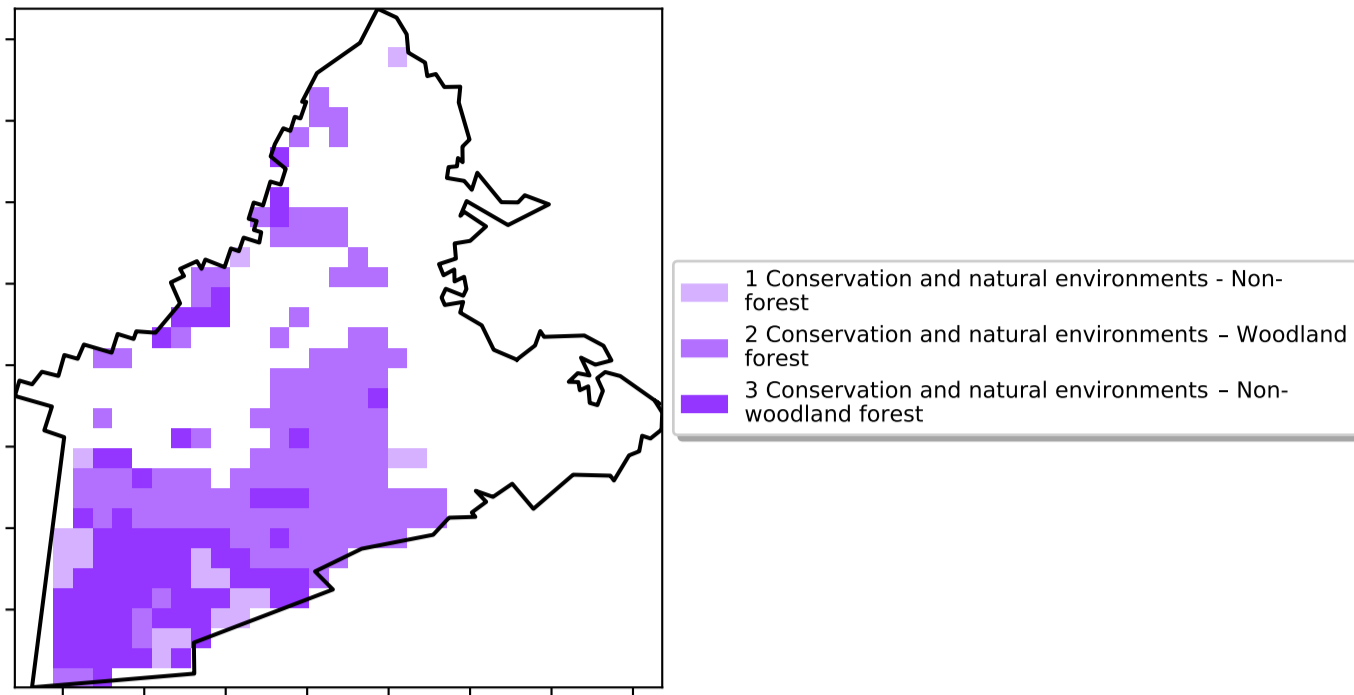 1 Conservation and natural environments - Non-
forest
2 Conservation and natural environments – Woodland
forest
3 Conservation and natural environments – Non-
woodland forest